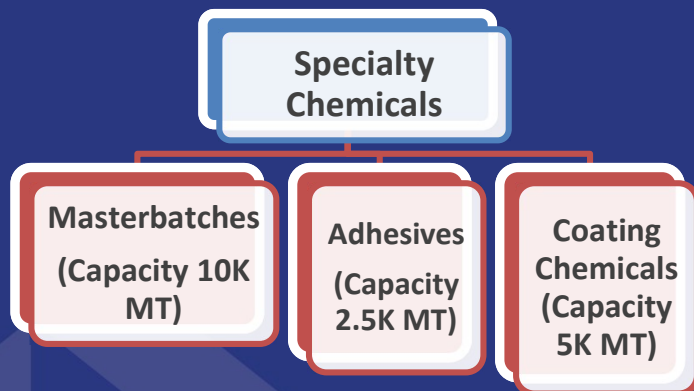 Specialty
Chemicals
Masterbatches
(Capacity 10K
MT)
Adhesives
(Capacity
2.5K MT)
Coating
Chemicals
(Capacity
5K MT)